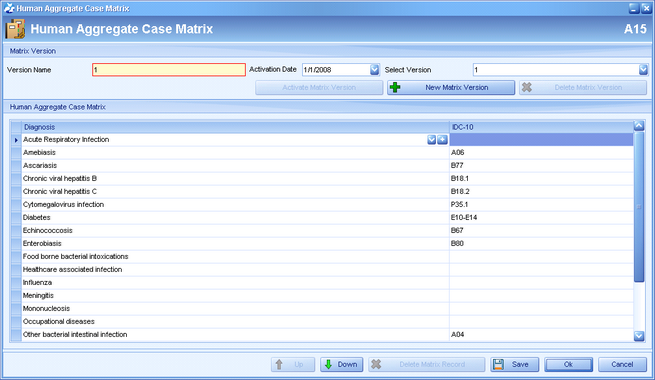 Human Aggregate Case Matrix
Human Aggregate Case Matrix A15
Matrix Version
Version Name 1 Activation Date 1/1/2008 Select Version 1
Activate Matrix Version New Matrix Version Delete Matrix Version
Human Aggregate Case Matrix
Diagnosis IDC-10
Acute Respiratory Infection
Amebiasis A06
Ascariasis B77
Chronic viral hepatitis B B18.1
Chronic viral hepatitis C B18.2
Cytomegalovirus infection P35.1
Diabetes E10-E14
Echinococcosis B67
Enterobiasis B80
Food borne bacterial intoxications
Healthcare associated infection
Influenza
Meningitis
Mononucleosis
Occupational diseases
Other bacterial intestinal infection A04
Up Down Delete Matrix Record Save Ok Cancel